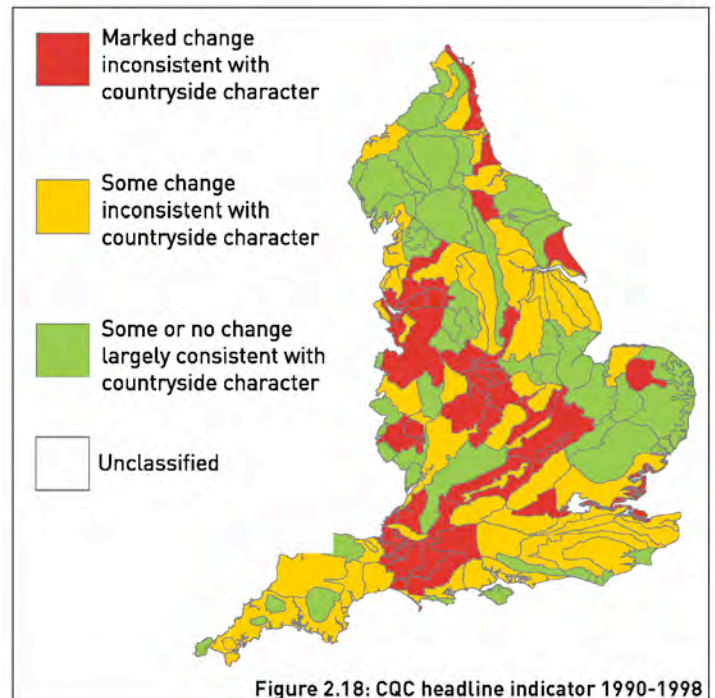 Marked change
inconsistent with
countryside character
Some change
inconsistent with
countryside character
Some or no change
largely consistent with
countryside character
Unclassified
Figure 2.18: CQC headline indicator 1990-1998